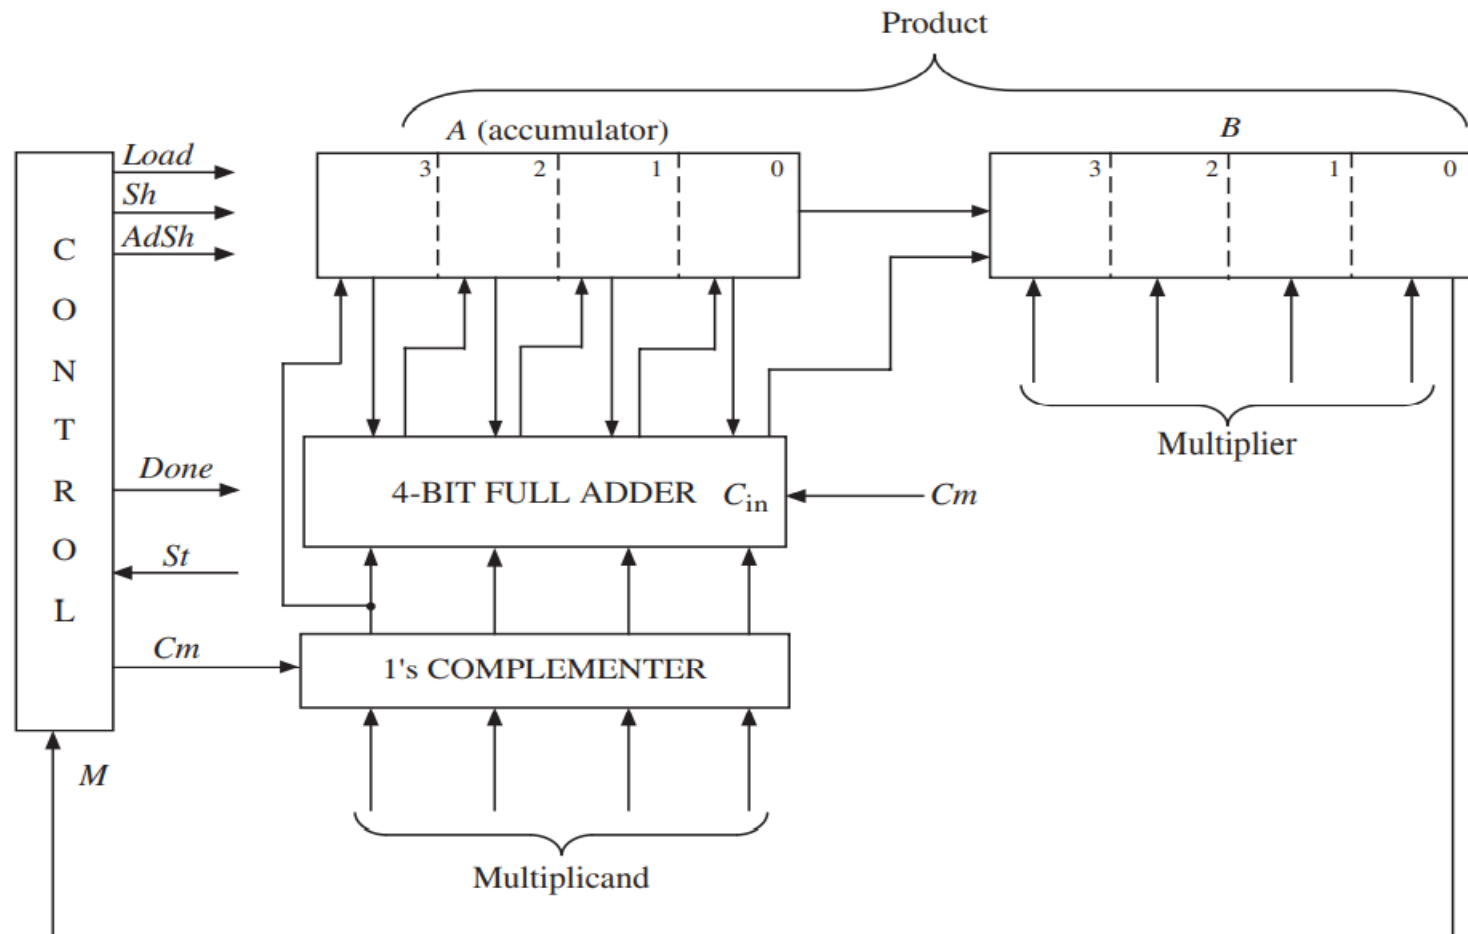 Product
A (accumulator)
B
3 2 1 0
3 2 1 0
Load
Sh
AdSh
CONTROL
Done
St
Cm
M
4-BIT FULL ADDER Cin
Cm
Multiplier
1's COMPLEMENTER
Multiplicand